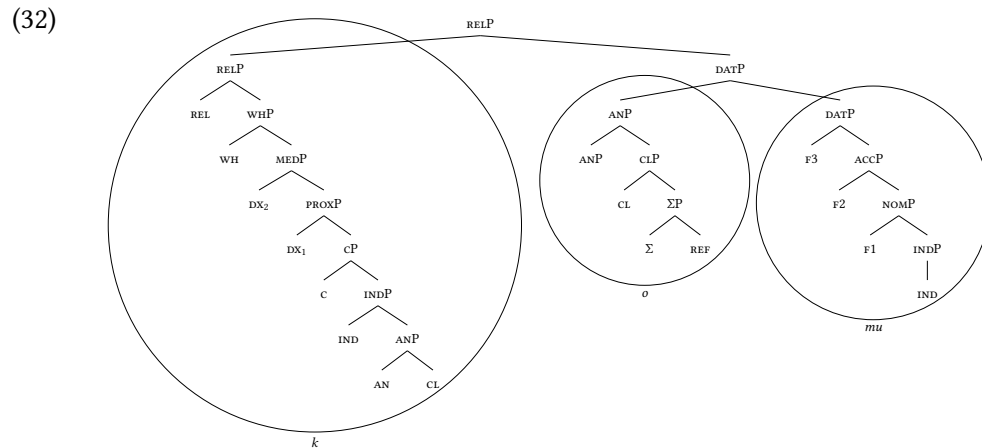 (32)
RELP
RELP DATP
REL WHP ANP DATP
WH MEDP ANP CLP F3 ACCP
DX₂ PROXP CL ΣP F2 NOMP
DX₁ CP Σ REF F1 INDP
C INDP o IND
IND ANP mu
AN CL
k